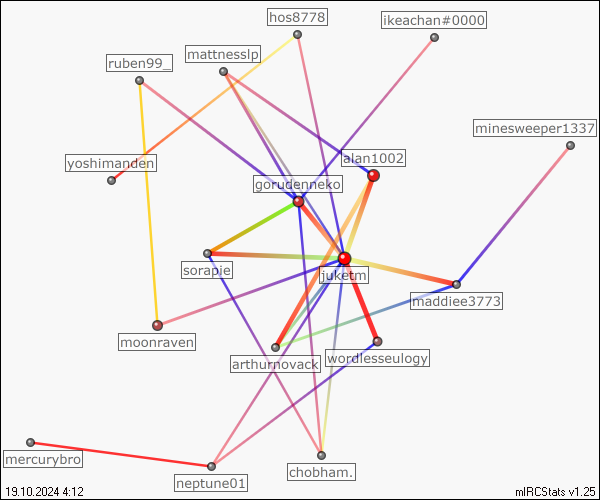 hos8778
ikeachan#0000
mattnesslp
ruben99_
minesweeper1337
alan1002
yoshimanden
gorudenneko
sorapie
juketm
maddiee3773
moonraven
arthurnovack
wordlesseulogy
mercurybro
neptune01
chobham.
19.10.2024 4:12
mIRCStats v1.25